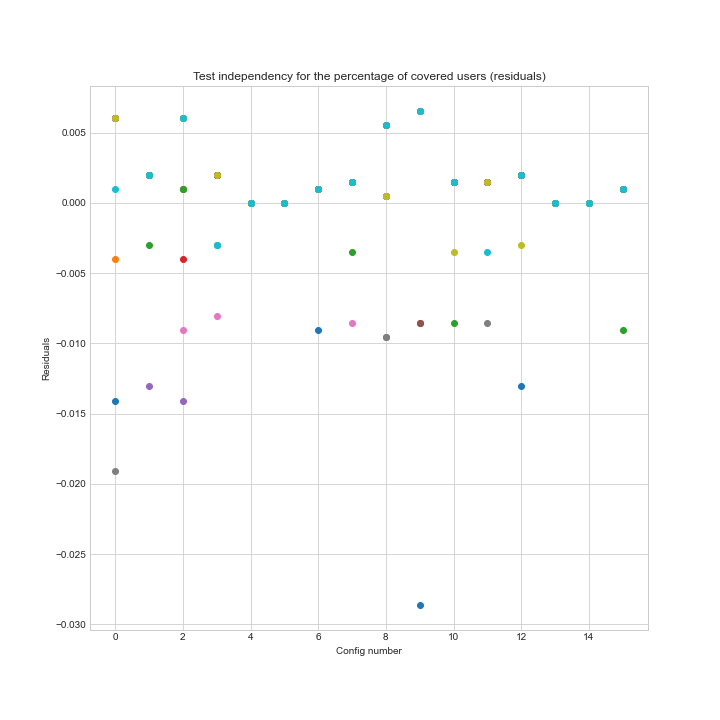 Test independency for the percentage of covered users (residuals)
0.005
0.000
−0.005
−0.010
−0.015
−0.020
−0.025
−0.030
Residuals
0 2 4 6 8 10 12 14
Config number